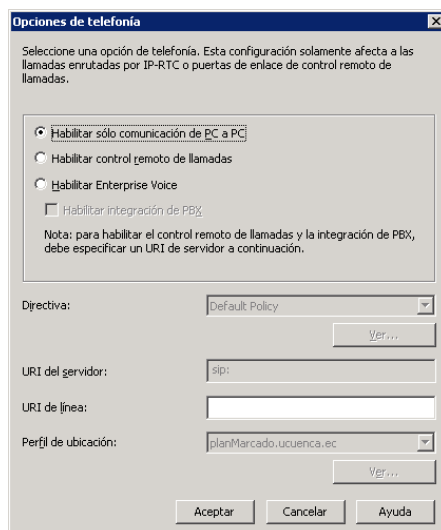 Opciones de telefonía
Seleccione una opción de telefonía. Esta configuración solamente afecta a las
llamadas enrutadas por IP-RTC o puertas de enlace de control remoto de
llamadas.
Habilitar sólo comunicación de PC a PC
Habilitar control remoto de llamadas
Habilitar Enterprise Voice
Habilitar integración de PBX
Nota: para habilitar el control remoto de llamadas y la integración de PBX,
debe especificar un URI de servidor a continuación.
Directiva: Default Policy
Ver...
URI del servidor: sip:
URI de línea:
Perfil de ubicación: planMarcado.ucuenca.ec
Ver...
Aceptar Cancelar Ayuda